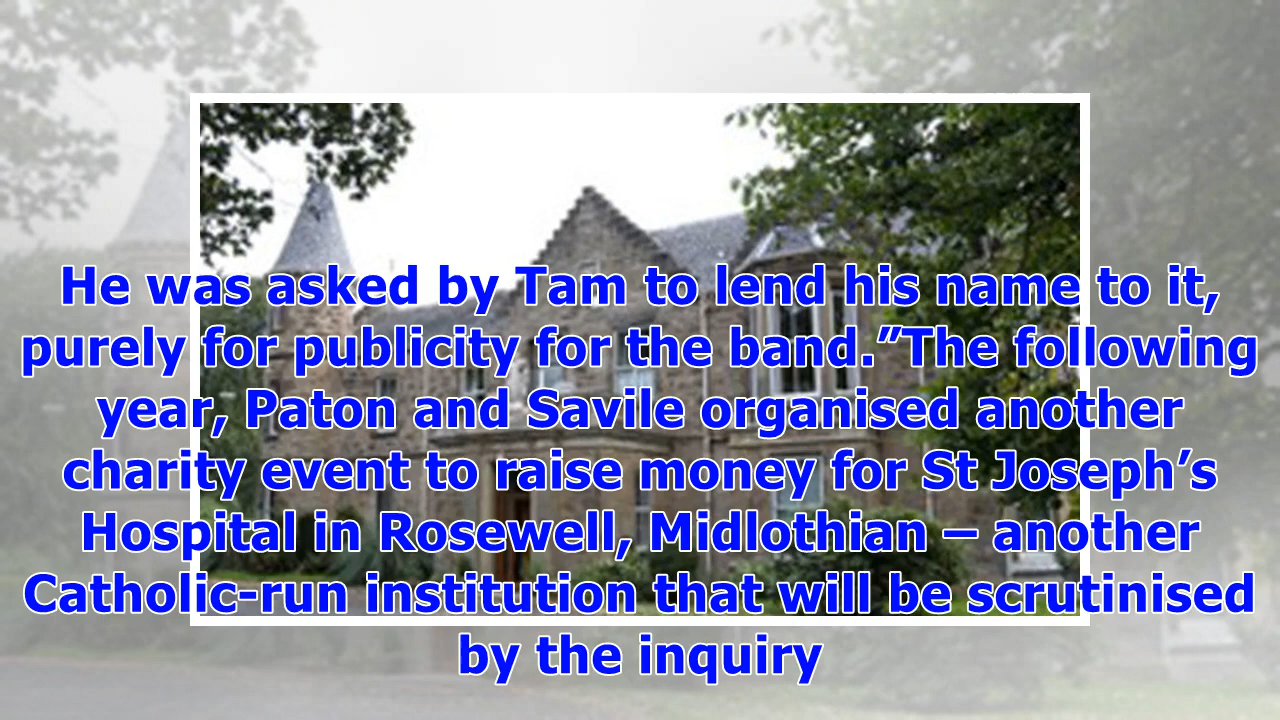 He was asked by Tam to lend his name to it,
purely for publicity for the band.”The following
year, Paton and Savile organised another
charity event to raise money for St Joseph’s
Hospital in Rosewell, Midlothian – another
Catholic-run institution that will be scrutinised
by the inquiry